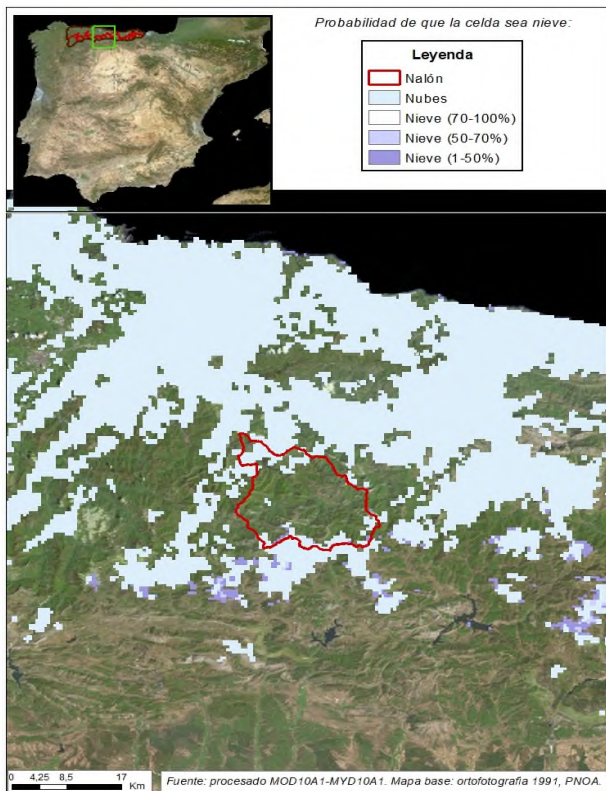 Probabilidad de que la celda sea nieve:
Leyenda
Nalón
Nubes
Nieve (70-100%)
Nieve (50-70%)
Nieve (1-50%)
0 4,25 8,5 17
Km
Fuente: procesado MOD10A1-MYD10A1. Mapa base: ortofotografía 1991, PNOA.